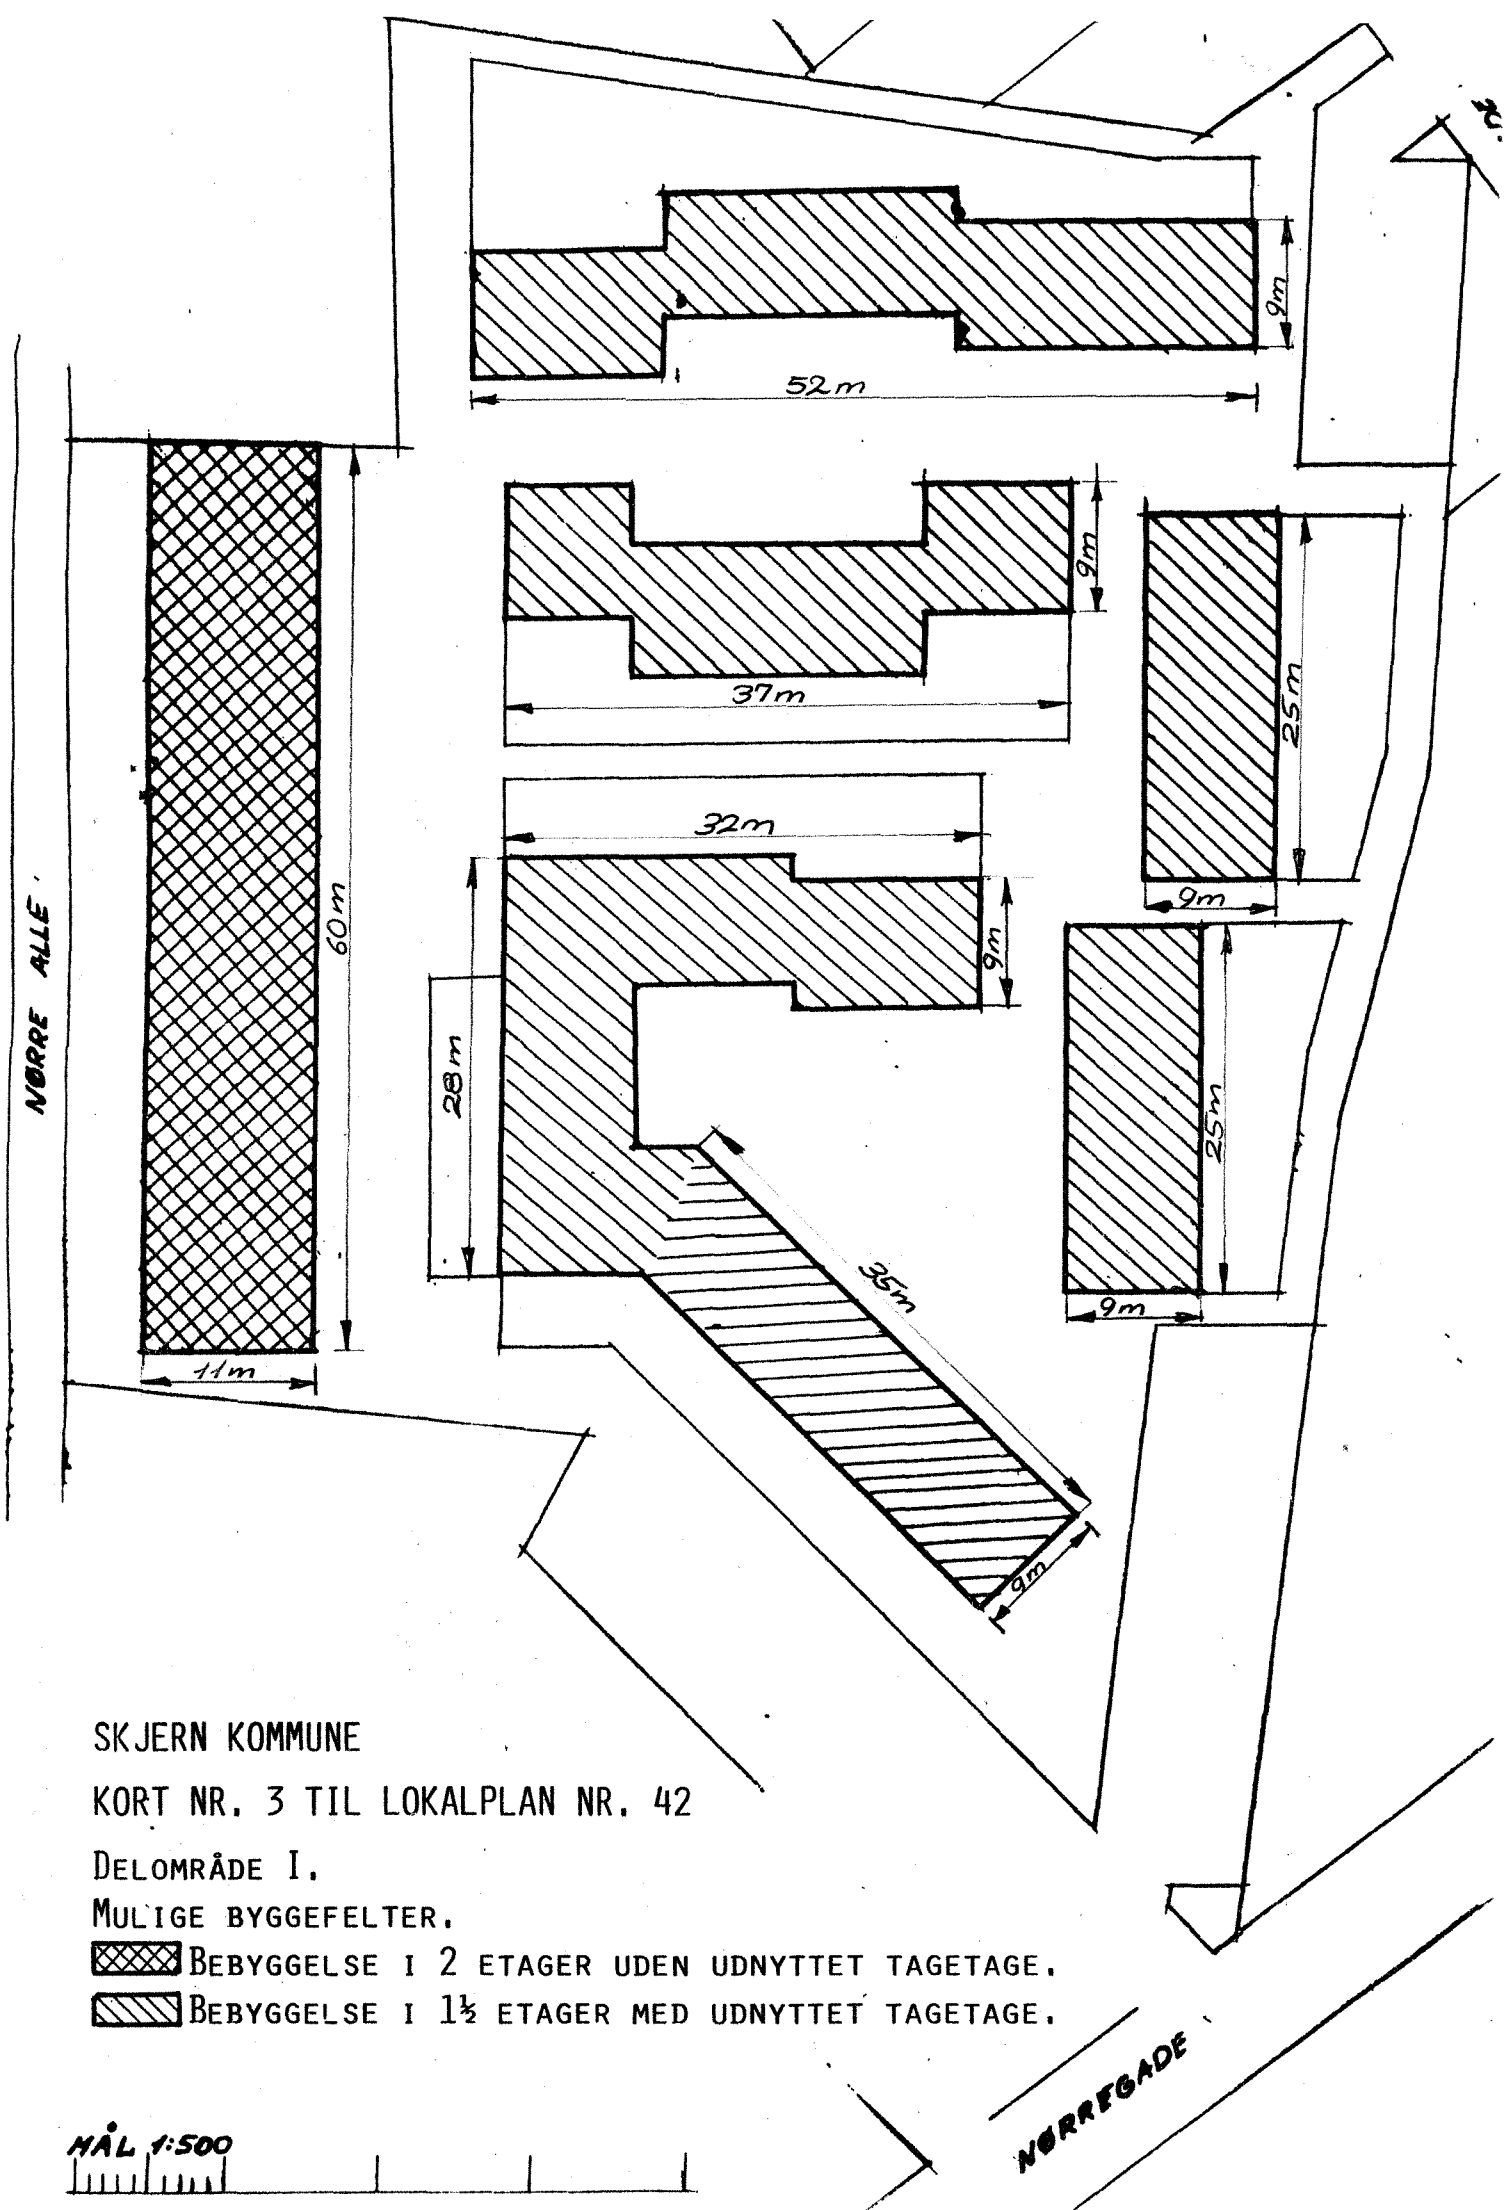 9m
52m
9m
37m
25m
9m
32m
9m
28m
60m
NØRRE ALLE
25m
9m
35m
9m
11m
SKJERN KOMMUNE
KORT NR. 3 TIL LOKALPLAN NR. 42
DELOMRÅDE I.
MULIGE BYGGEFELTER.
BEBYGGELSE I 2 ETAGER UDEN UDNYTTET TAGETAGE.
BEBYGGELSE I 1½ ETAGER MED UDNYTTET TAGETAGE.
NØRREGADE
MÅL 1:500